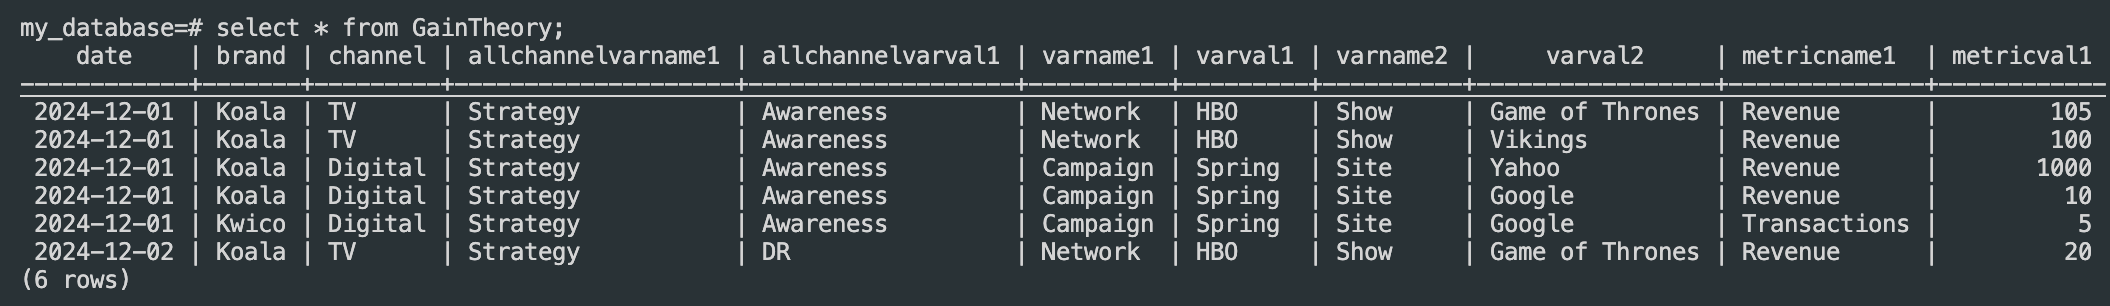 my_database=# select * from GainTheory;
    date    | brand | channel | allchannelvarname1 | allchannelvarval1 | varname1 | varval1 | varname2 |     varval2     | metricname1  | metricval1
------------+-------+---------+--------------------+-------------------+----------+---------+----------+-----------------+--------------+------------
 2024-12-01 | Koala | TV      | Strategy           | Awareness         | Network  | HBO     | Show     | Game of Thrones | Revenue      |        105
 2024-12-01 | Koala | TV      | Strategy           | Awareness         | Network  | HBO     | Show     | Vikings         | Revenue      |        100
 2024-12-01 | Koala | Digital | Strategy           | Awareness         | Campaign | Spring  | Site     | Yahoo           | Revenue      |       1000
 2024-12-01 | Koala | Digital | Strategy           | Awareness         | Campaign | Spring  | Site     | Google          | Revenue      |         10
 2024-12-01 | Kwico | Digital | Strategy           | Awareness         | Campaign | Spring  | Site     | Google          | Transactions |          5
 2024-12-02 | Koala | TV      | Strategy           | DR                | Network  | HBO     | Show     | Game of Thrones | Revenue      |         20
(6 rows)